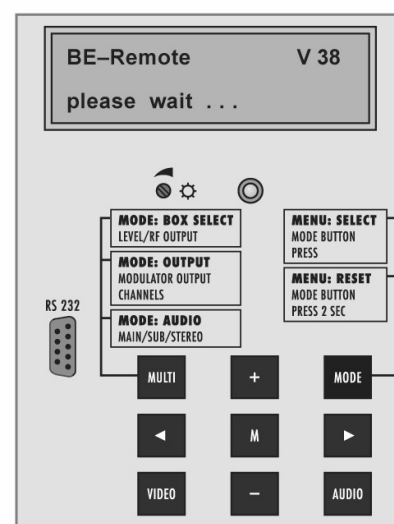 BE–Remote V 38
please wait . . .
MODE: BOX SELECT
LEVEL/RF OUTPUT
MODE: OUTPUT
MODULATOR OUTPUT
CHANNELS
MODE: AUDIO
MAIN/SUB/STEREO
MENU: SELECT
MODE BUTTON
PRESS
MENU: RESET
MODE BUTTON
PRESS 2 SEC
RS 232
MULTI + MODE
◄ M ►
VIDEO – AUDIO